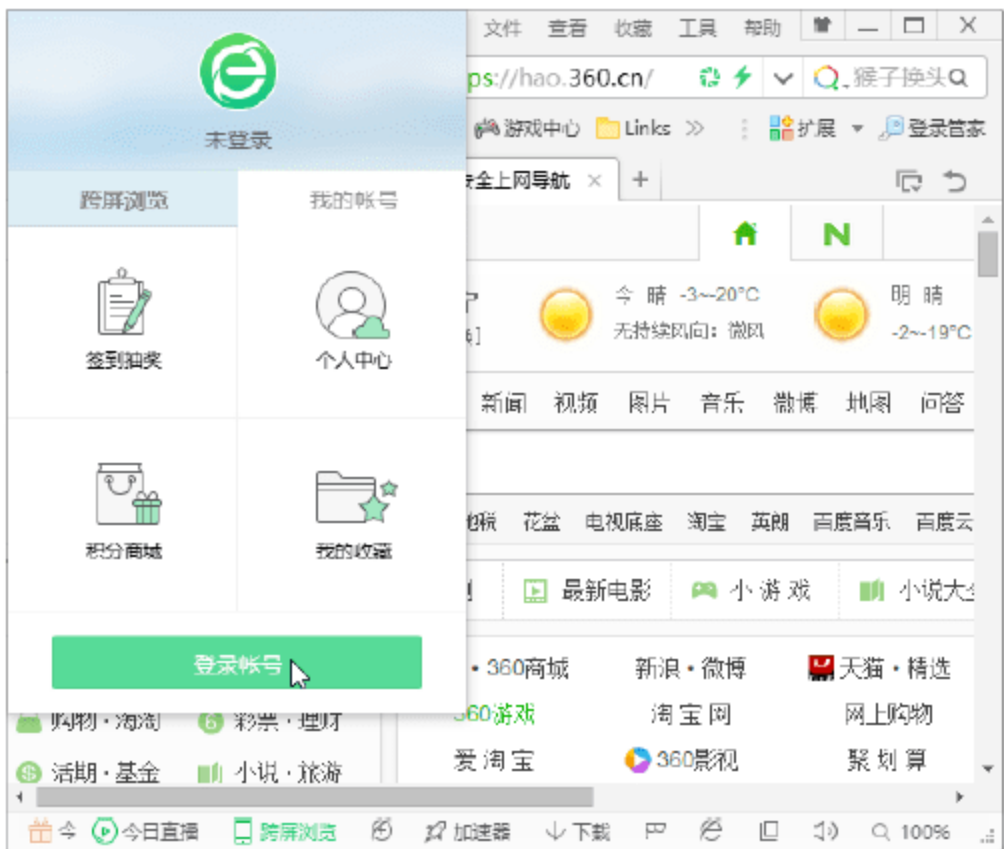 文件 查看 收藏 工具 帮助
ps://hao.360.cn/ 猴子换头
未登录
游戏中心 Links 扩展 登录管家
全上网导航
跨屏浏览 我的帐号
今 晴 -3~-20°C 明 晴
无持续风向: 微风 -2~-19°C
签到抽奖 个人中心
新闻 视频 图片 音乐 微博 地图 问答
地税 花盆 电视底座 淘宝 英朗 百度音乐 百度云
积分商城 我的收藏
最新电影 小游戏 小说大全
登录帐号
·360商城 新浪·微博 天猫·精选
购物·海淘 彩票·理财 360游戏 淘宝网 网上购物
活期·基金 小说·旅游 爱淘宝 360影视 聚划算
今 今日直播 跨屏浏览 加速器 下载 100%